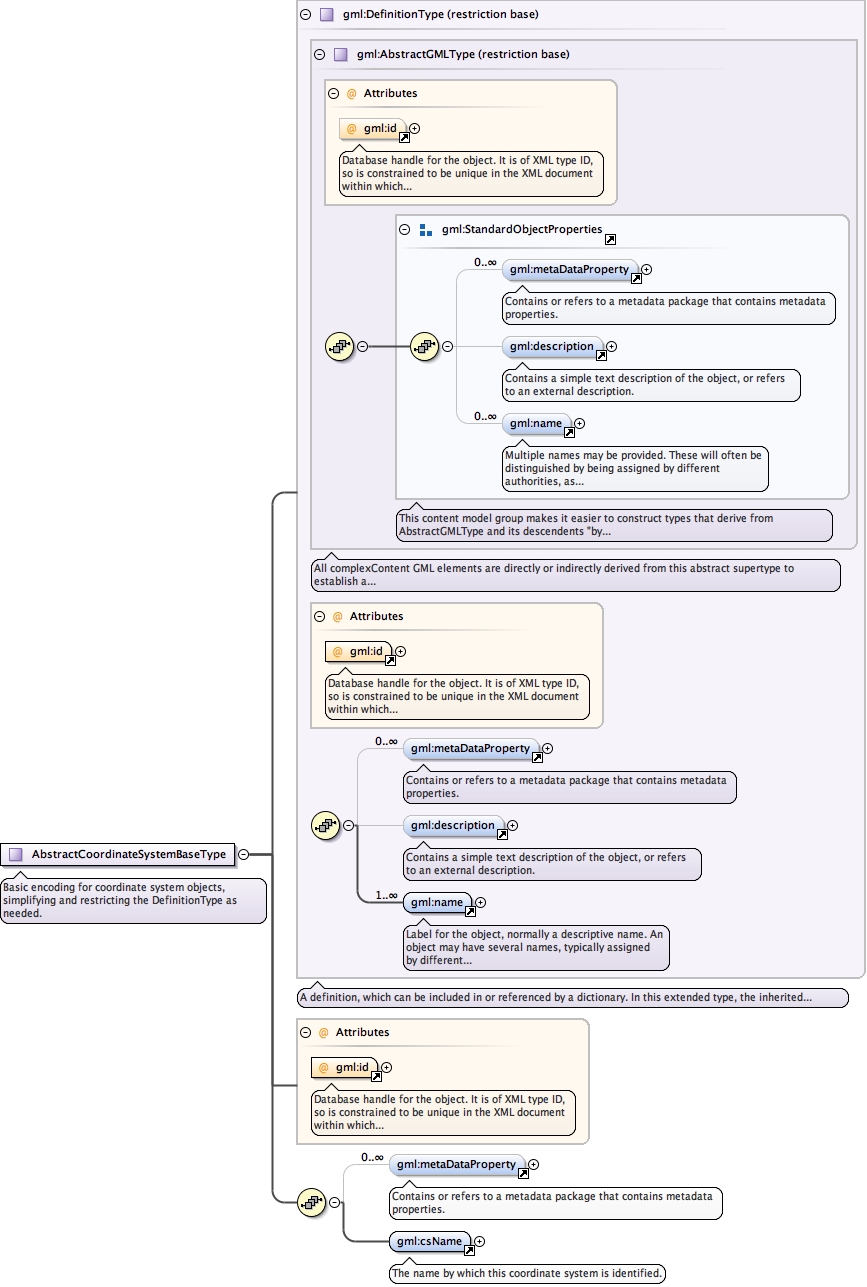 gml:DefinitionType (restriction base)
gml:AbstractGMLType (restriction base)
@ Attributes
@ gml:id
Database handle for the object. It is of XML type ID,
so is constrained to be unique in the XML document
within which...
gml:StandardObjectProperties
0..∞
gml:metaDataProperty
Contains or refers to a metadata package that contains metadata
properties.
gml:description
Contains a simple text description of the object, or refers
to an external description.
0..∞
gml:name
Multiple names may be provided. These will often be
distinguished by being assigned by different
authorities, as...
This content model group makes it easier to construct types that derive from
AbstractGMLType and its descendents "by...
All complexContent GML elements are directly or indirectly derived from this abstract supertype to
establish a...
@ Attributes
@ gml:id
Database handle for the object. It is of XML type ID,
so is constrained to be unique in the XML document
within which...
0..∞
gml:metaDataProperty
Contains or refers to a metadata package that contains metadata
properties.
gml:description
Contains a simple text description of the object, or refers
to an external description.
1..∞
gml:name
Label for the object, normally a descriptive name. An
object may have several names, typically assigned
by different...
AbstractCoordinateSystemBaseType
Basic encoding for coordinate system objects,
simplifying and restricting the DefinitionType as
needed.
A definition, which can be included in or referenced by a dictionary. In this extended type, the inherited...
@ Attributes
@ gml:id
Database handle for the object. It is of XML type ID,
so is constrained to be unique in the XML document
within which...
0..∞
gml:metaDataProperty
Contains or refers to a metadata package that contains metadata
properties.
gml:csName
The name by which this coordinate system is identified.